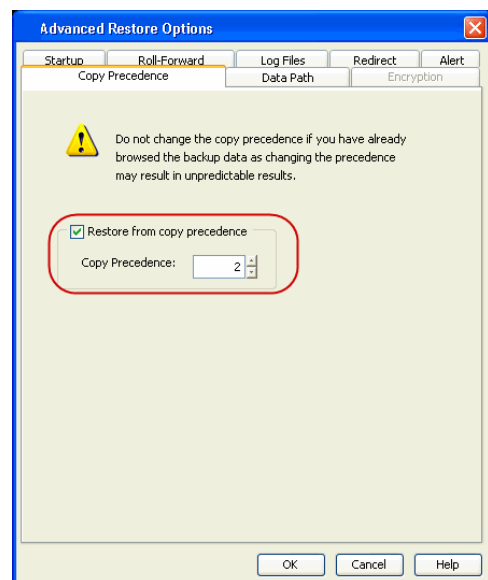 Advanced Restore Options
Startup Roll-Forward Log Files Redirect Alert
Copy Precedence Data Path Encryption
Do not change the copy precedence if you have already
browsed the backup data as changing the precedence
may result in unpredictable results.
Restore from copy precedence
Copy Precedence: 2
OK Cancel Help